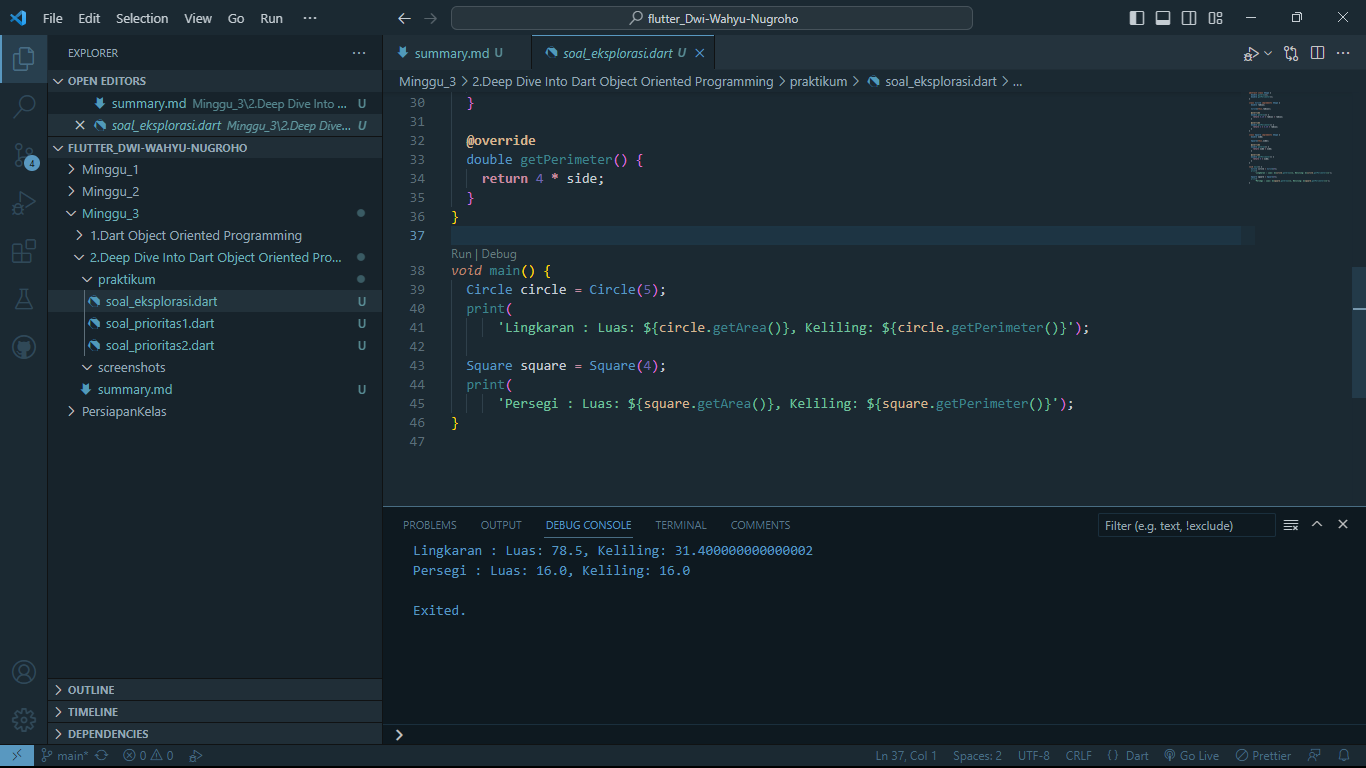 File Edit Selection View Go Run ··· flutter_Dwi-Wahyu-Nugroho
EXPLORER ···
OPEN EDITORS
summary.md Minggu_3\2.Deep Dive Into ... U
soal_eksplorasi.dart Minggu_3\2.Deep Dive... U
FLUTTER_DWI-WAHYU-NUGROHO
Minggu_1
Minggu_2
Minggu_3
1.Dart Object Oriented Programming
2.Deep Dive Into Dart Object Oriented Pro...
praktikum
soal_eksplorasi.dart U
soal_prioritas1.dart U
soal_prioritas2.dart U
screenshots
summary.md U
PersiapanKelas
OUTLINE
TIMELINE
DEPENDENCIES
4
summary.md U soal_eksplorasi.dart U
Minggu_3 > 2.Deep Dive Into Dart Object Oriented Programming > praktikum > soal_eksplorasi.dart > ...
30 }
31
32 @override
33 double getPerimeter() {
34 return 4 * side;
35 }
36 }
37
Run | Debug
38 void main() {
39 Circle circle = Circle(5);
40 print(
41 'Lingkaran : Luas: ${circle.getArea()}, Keliling: ${circle.getPerimeter()}');
42
43 Square square = Square(4);
44 print(
45 'Persegi : Luas: ${square.getArea()}, Keliling: ${square.getPerimeter()}');
46 }
47
PROBLEMS OUTPUT DEBUG CONSOLE TERMINAL COMMENTS Filter (e.g. text, !exclude)
Lingkaran : Luas: 78.5, Keliling: 31.400000000000002
Persegi : Luas: 16.0, Keliling: 16.0
Exited.
main* 0 0 Ln 37, Col 1 Spaces: 2 UTF-8 CRLF {} Dart Go Live Prettier